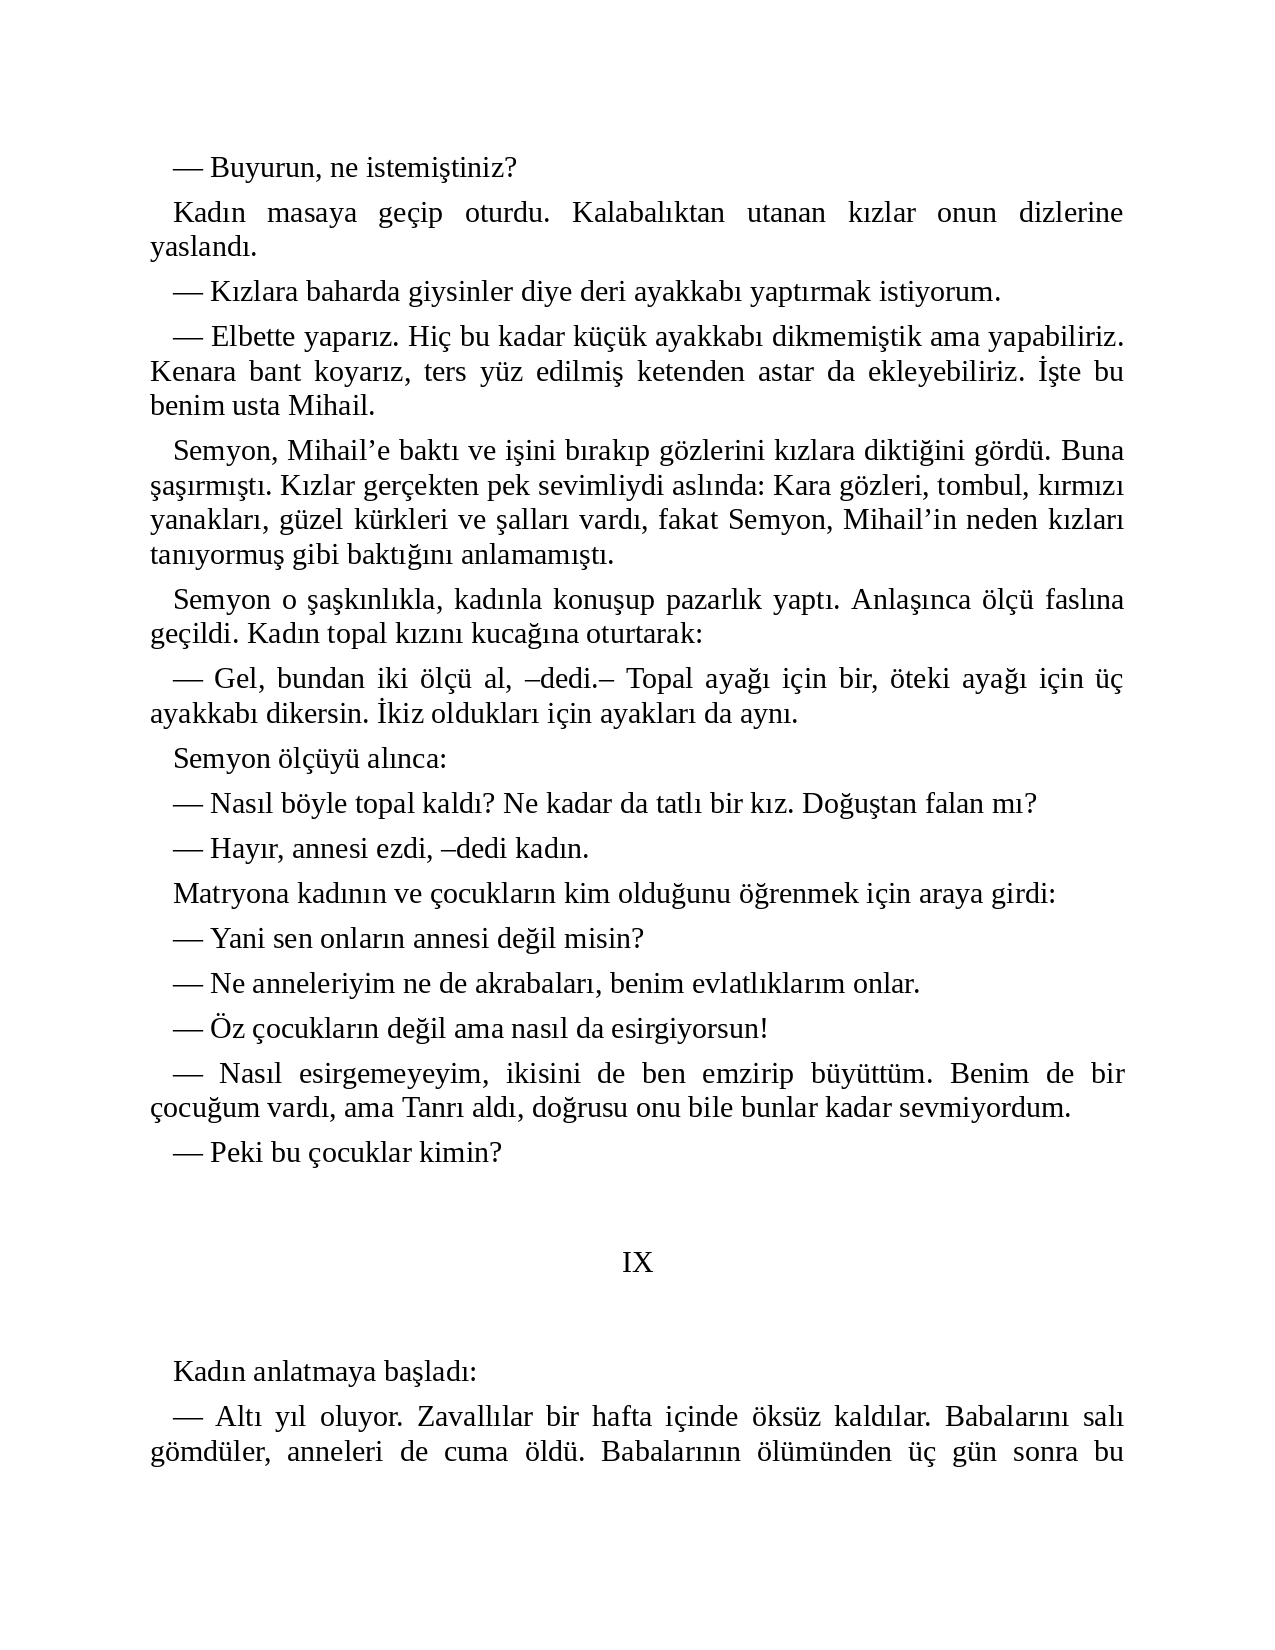 — Buyurun, ne istemiştiniz?
Kadın masaya geçip oturdu. Kalabalıktan utanan kızlar onun dizlerine
yaslandı.
— Kızlara baharda giysinler diye deri ayakkabı yaptırmak istiyorum.
— Elbette yaparız. Hiç bu kadar küçük ayakkabı dikmemiştik ama yapabiliriz.
Kenara bant koyarız, ters yüz edilmiş ketenden astar da ekleyebiliriz. İşte bu
benim usta Mihail.
Semyon, Mihail’e baktı ve işini bırakıp gözlerini kızlara diktiğini gördü. Buna
şaşırmıştı. Kızlar gerçekten pek sevimliydi aslında: Kara gözleri, tombul, kırmızı
yanakları, güzel kürkleri ve şalları vardı, fakat Semyon, Mihail’in neden kızları
tanıyormuş gibi baktığını anlamamıştı.
Semyon o şaşkınlıkla, kadınla konuşup pazarlık yaptı. Anlaşınca ölçü faslına
geçildi. Kadın topal kızını kucağına oturtarak:
— Gel, bundan iki ölçü al, –dedi.– Topal ayağı için bir, öteki ayağı için üç
ayakkabı dikersin. İkiz oldukları için ayakları da aynı.
Semyon ölçüyü alınca:
— Nasıl böyle topal kaldı? Ne kadar da tatlı bir kız. Doğuştan falan mı?
— Hayır, annesi ezdi, –dedi kadın.
Matryona kadının ve çocukların kim olduğunu öğrenmek için araya girdi:
— Yani sen onların annesi değil misin?
— Ne anneleriyim ne de akrabaları, benim evlatlıklarım onlar.
— Öz çocukların değil ama nasıl da esirgiyorsun!
— Nasıl esirgemeyeyim, ikisini de ben emzirip büyüttüm. Benim de bir
çocuğum vardı, ama Tanrı aldı, doğrusu onu bile bunlar kadar sevmiyordum.
— Peki bu çocuklar kimin?
IX
Kadın anlatmaya başladı:
— Altı yıl oluyor. Zavallılar bir hafta içinde öksüz kaldılar. Babalarını salı
gömdüler, anneleri de cuma öldü. Babalarının ölümünden üç gün sonra bu